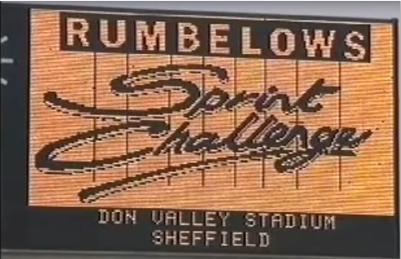 RUMBELOWS
Sprint
Challenge
DON VALLEY STADIUM
SHEFFIELD